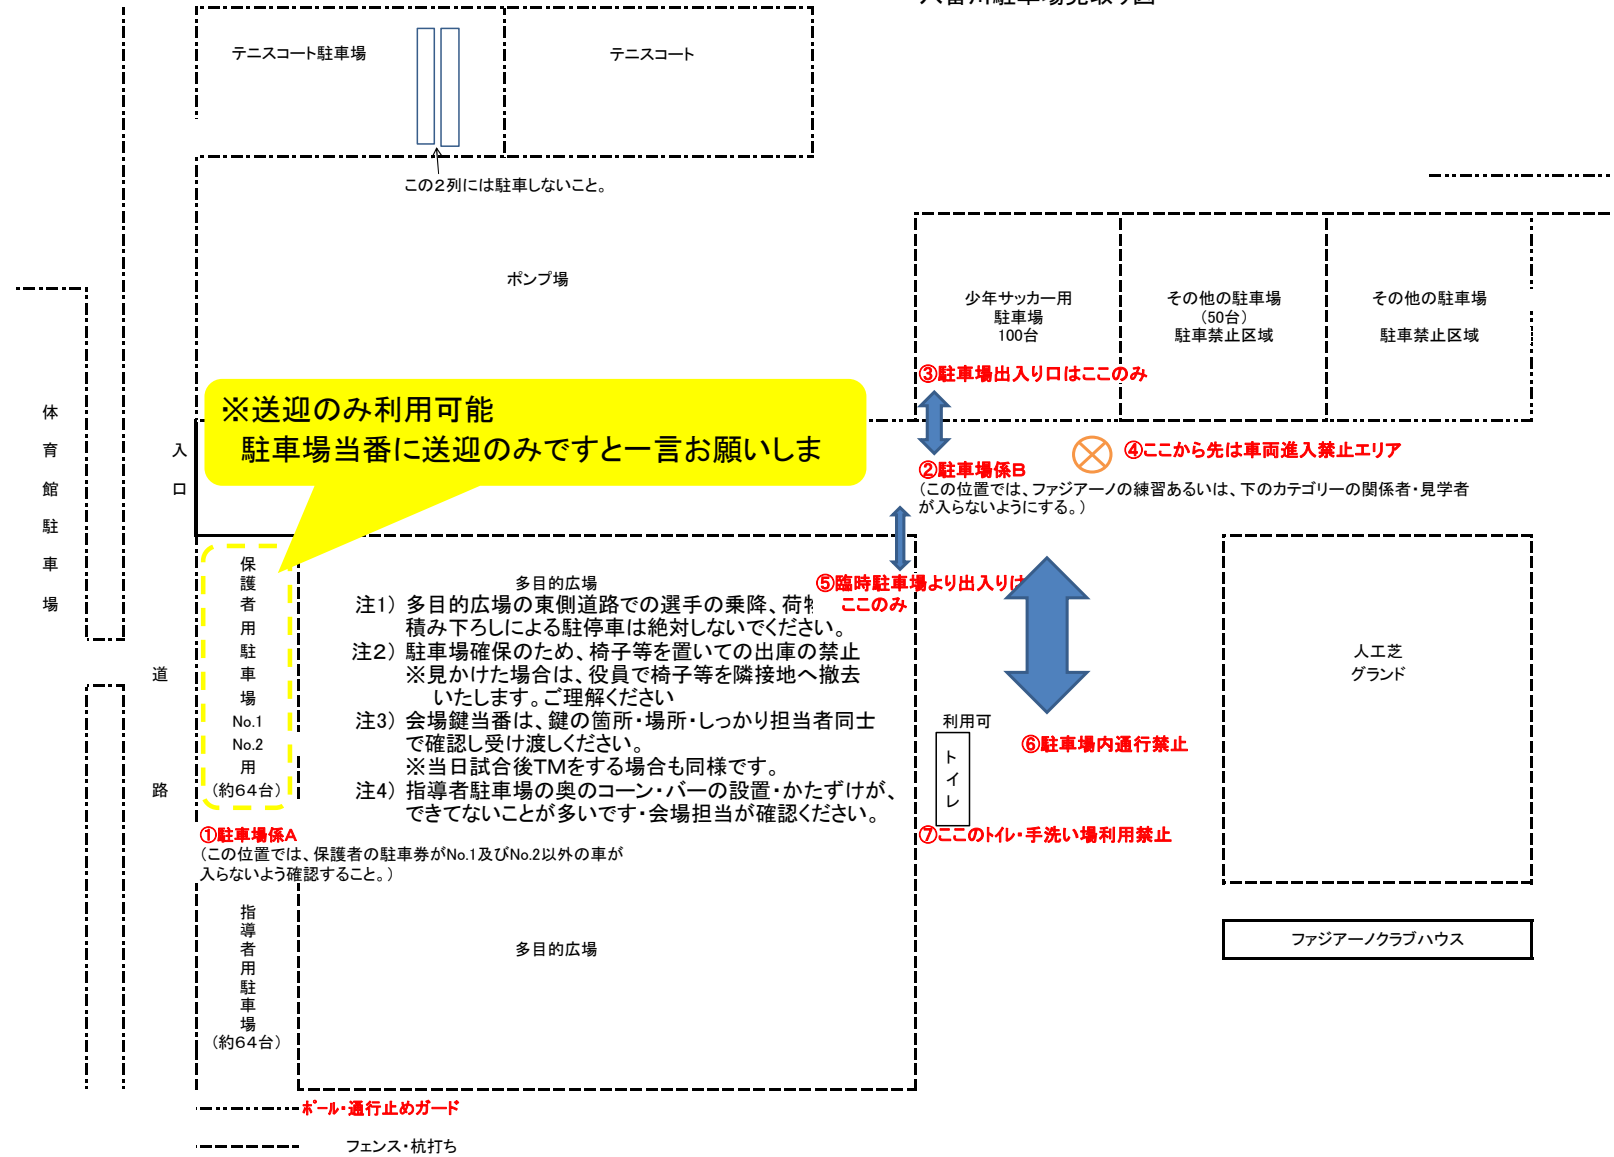 テニスコート駐車場
テニスコート
この2列には駐車しないこと。
ポンプ場
少年サッカー用
駐車場
100台
その他の駐車場
(50台)
駐車禁止区域
その他の駐車場
駐車禁止区域
③駐車場出入り口はここのみ
体育館駐車場
入口
※送迎のみ利用可能
駐車場当番に送迎のみですと一言お願いしま
②駐車場係B
(この位置では、ファジアーノの練習あるいは、下のカテゴリーの関係者・見学者
が入らないようにする。)
④ここから先は車両進入禁止エリア
道路
保護者用駐車場
No.1
No.2
用
(約64台)
多目的広場
⑤臨時駐車場より出入りは
ここのみ
注1) 多目的広場の東側道路での選手の乗降、荷物
積み下ろしによる駐停車は絶対しないでください。
注2) 駐車場確保のため、椅子等を置いての出庫の禁止
※見かけた場合は、役員で椅子等を隣接地へ撤去
いたします。ご理解ください
注3) 会場鍵当番は、鍵の箇所・場所・しっかり担当者同士
で確認し受け渡しください。
※当日試合後TMをする場合も同様です。
注4) 指導者駐車場の奥のコーン・バーの設置・かたずけが、
できてないことが多いです・会場担当が確認ください。
利用可
トイレ
⑥駐車場内通行禁止
⑦ここのトイレ・手洗い場利用禁止
人工芝
グランド
①駐車場係A
(この位置では、保護者の駐車券がNo.1及びNo.2以外の車が
入らないよう確認すること。)
指導者用駐車場
(約64台)
多目的広場
ファジアーノクラブハウス
ポール・通行止めガード
フェンス・杭打ち